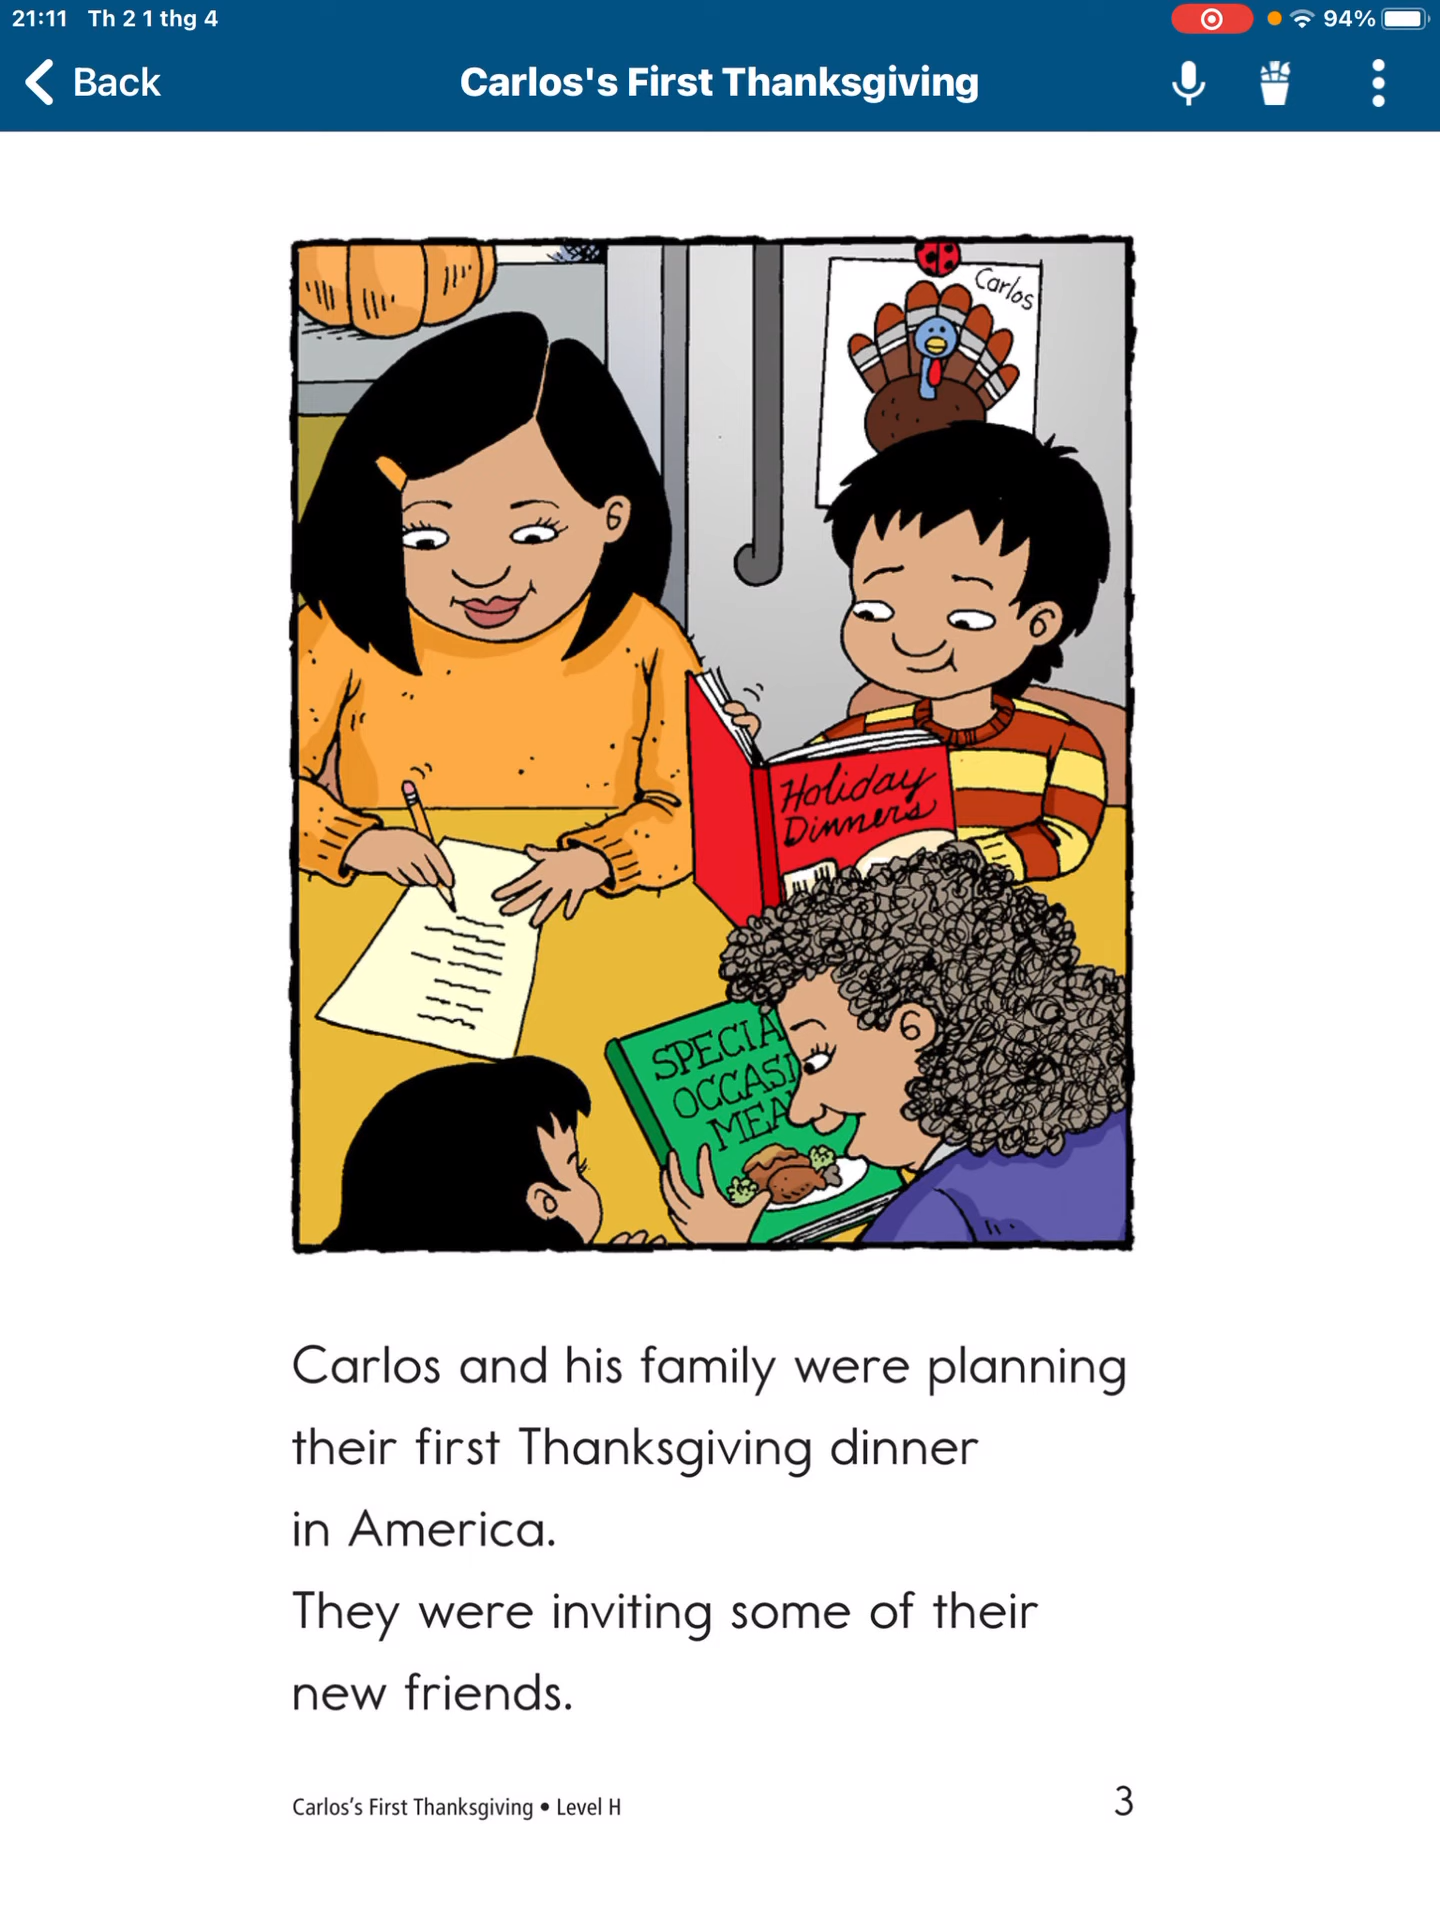 21:11 Th 2 1 thg 4
94%
Back
Carlos's First Thanksgiving
Carlos
Holiday
Dinners
SPECIA
OCCASI
MEA
Carlos and his family were planning
their first Thanksgiving dinner
in America.
They were inviting some of their
new friends.
Carlos's First Thanksgiving • Level H
3